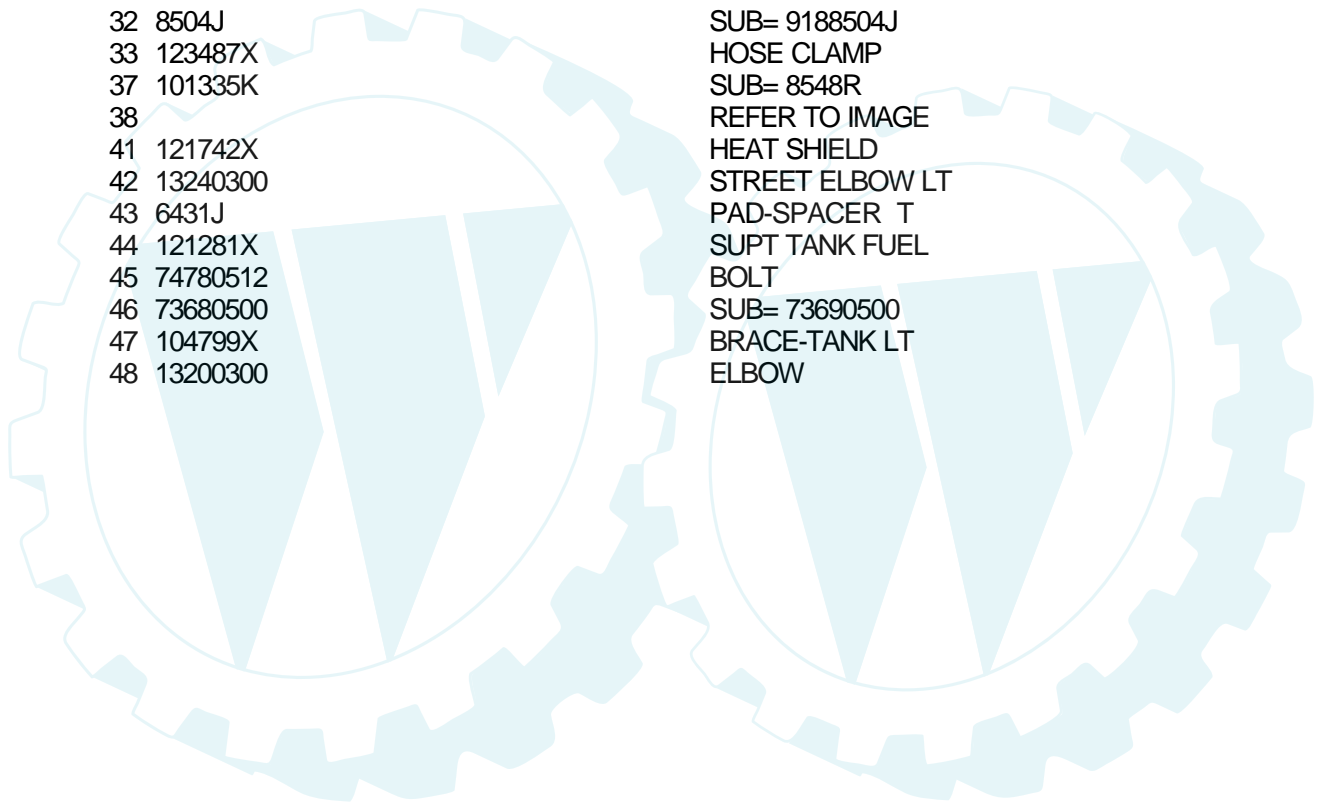 32 8504J SUB= 9188504J
33 123487X HOSE CLAMP
37 101335K SUB= 8548R
38 REFER TO IMAGE
41 121742X HEAT SHIELD
42 13240300 STREET ELBOW LT
43 6431J PAD-SPACER T
44 121281X SUPT TANK FUEL
45 74780512 BOLT
46 73680500 SUB= 73690500
47 104799X BRACE-TANK LT
48 13200300 ELBOW